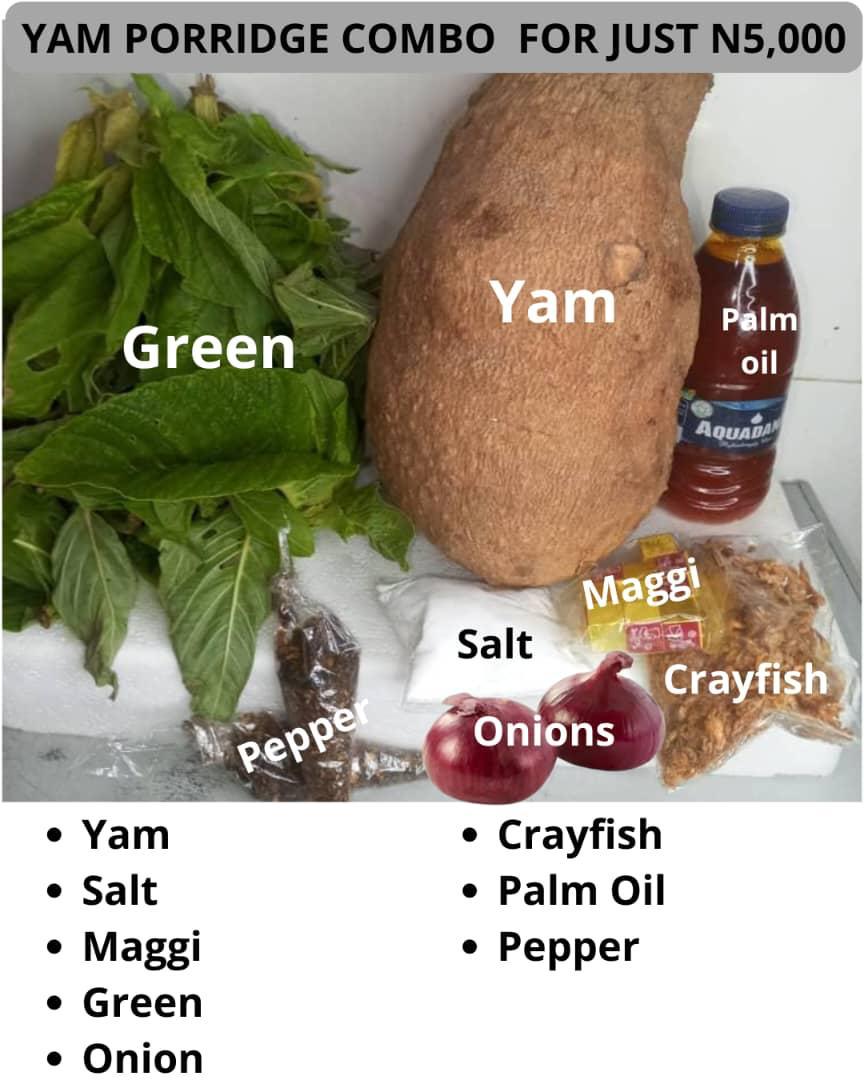 YAM PORRIDGE COMBO FOR JUST N5,000
Green
Yam
Palm
oil
Maggi
Salt
Crayfish
Onions
Pepper
• Yam
• Salt
• Maggi
• Green
• Onion
• Crayfish
• Palm Oil
• Pepper